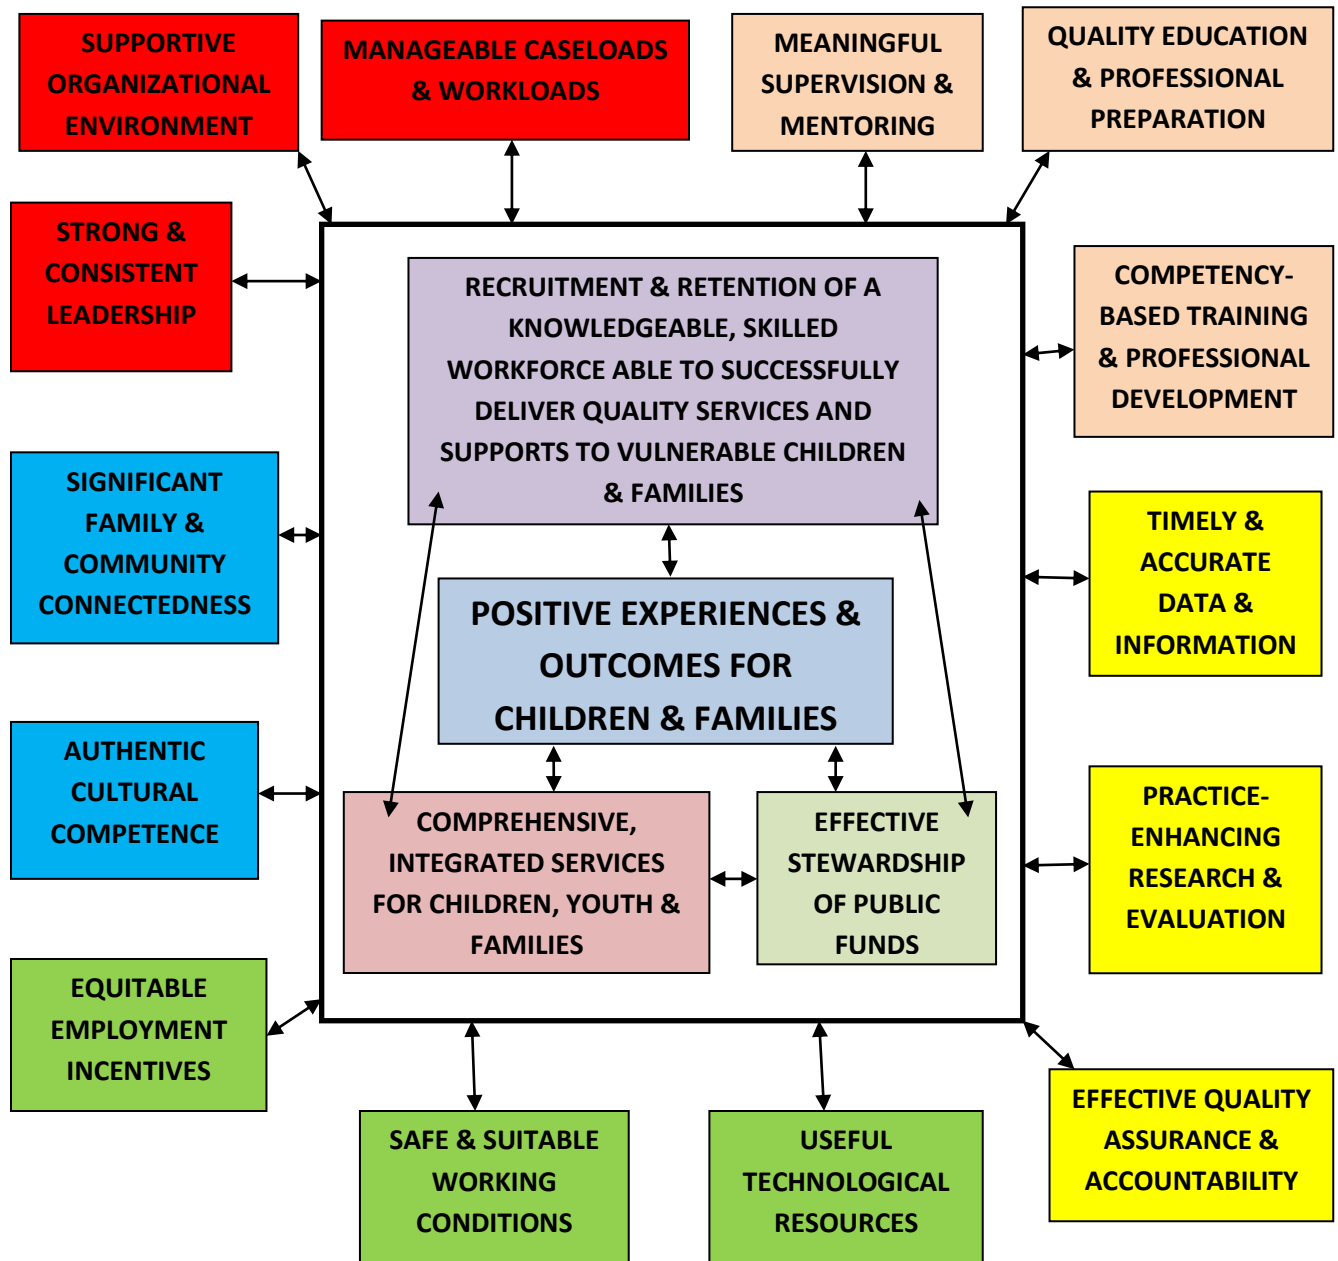 SUPPORTIVE
ORGANIZATIONAL
ENVIRONMENT
MANAGEABLE CASELOADS
& WORKLOADS
MEANINGFUL
SUPERVISION &
MENTORING
QUALITY EDUCATION
& PROFESSIONAL
PREPARATION
STRONG &
CONSISTENT
LEADERSHIP
RECRUITMENT & RETENTION OF A
KNOWLEDGEABLE, SKILLED
WORKFORCE ABLE TO SUCCESSFULLY
DELIVER QUALITY SERVICES AND
SUPPORTS TO VULNERABLE CHILDREN
& FAMILIES
COMPETENCY-
BASED TRAINING
& PROFESSIONAL
DEVELOPMENT
SIGNIFICANT
FAMILY &
COMMUNITY
CONNECTEDNESS
POSITIVE EXPERIENCES &
OUTCOMES FOR
CHILDREN & FAMILIES
TIMELY &
ACCURATE
DATA &
INFORMATION
AUTHENTIC
CULTURAL
COMPETENCE
COMPREHENSIVE,
INTEGRATED SERVICES
FOR CHILDREN, YOUTH &
FAMILIES
EFFECTIVE
STEWARDSHIP
OF PUBLIC
FUNDS
PRACTICE-
ENHANCING
RESEARCH &
EVALUATION
EQUITABLE
EMPLOYMENT
INCENTIVES
SAFE & SUITABLE
WORKING
CONDITIONS
USEFUL
TECHNOLOGICAL
RESOURCES
EFFECTIVE QUALITY
ASSURANCE &
ACCOUNTABILITY